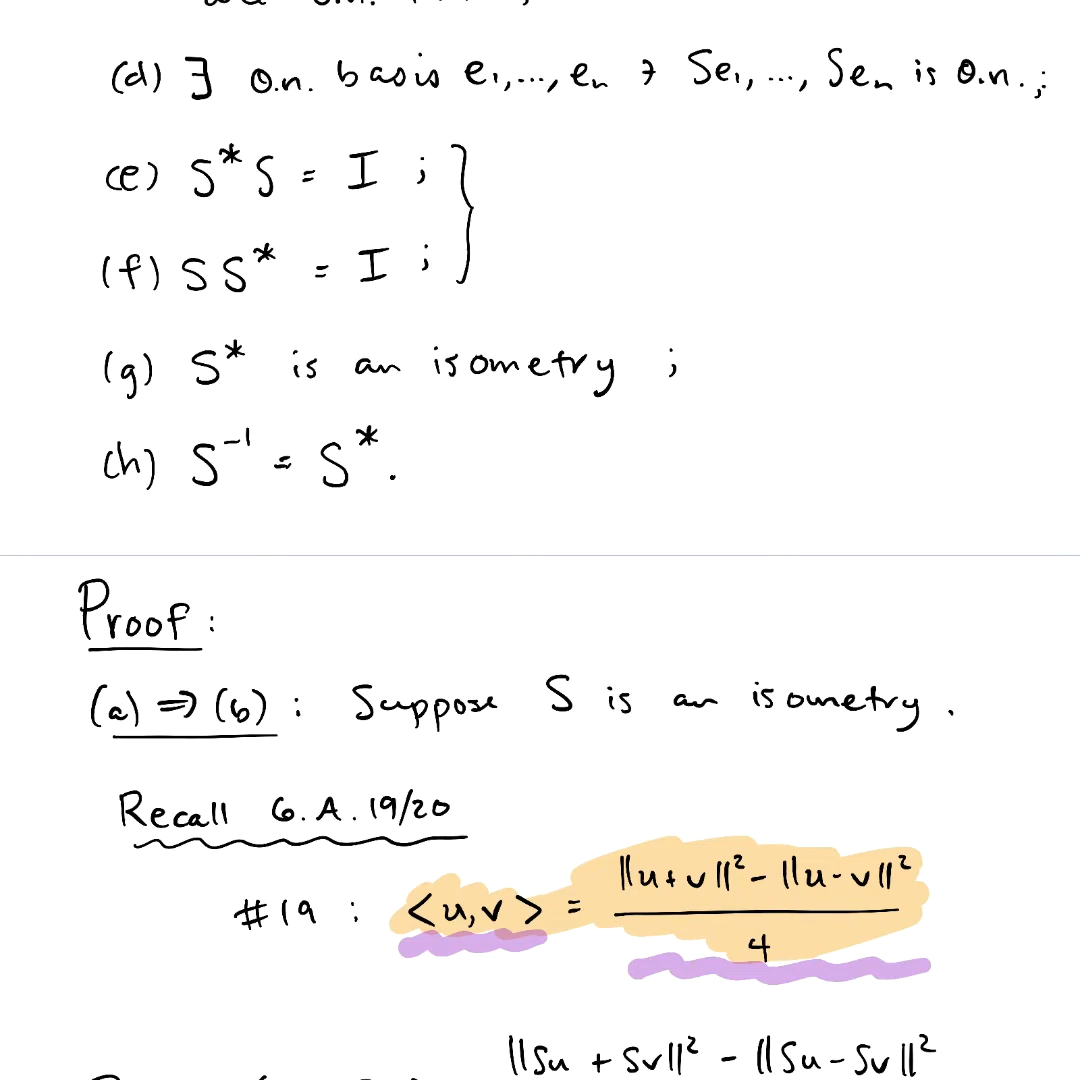 (d) ∃ o.n. basis e₁,..., eₙ ∋ Se₁, ..., Seₙ is o.n.;
(e) S*S = I ;
(f) SS* = I ;
(g) S* is an isometry ;
(h) S⁻¹ = S*.
Proof :
(a) ⇒ (b) : Suppose S is an isometry .
Recall 6.A.19/20
#19 : <u,v> = (||u+v||² - ||u-v||²) / 4
||Su + Sv||² - ||Su - Sv||²